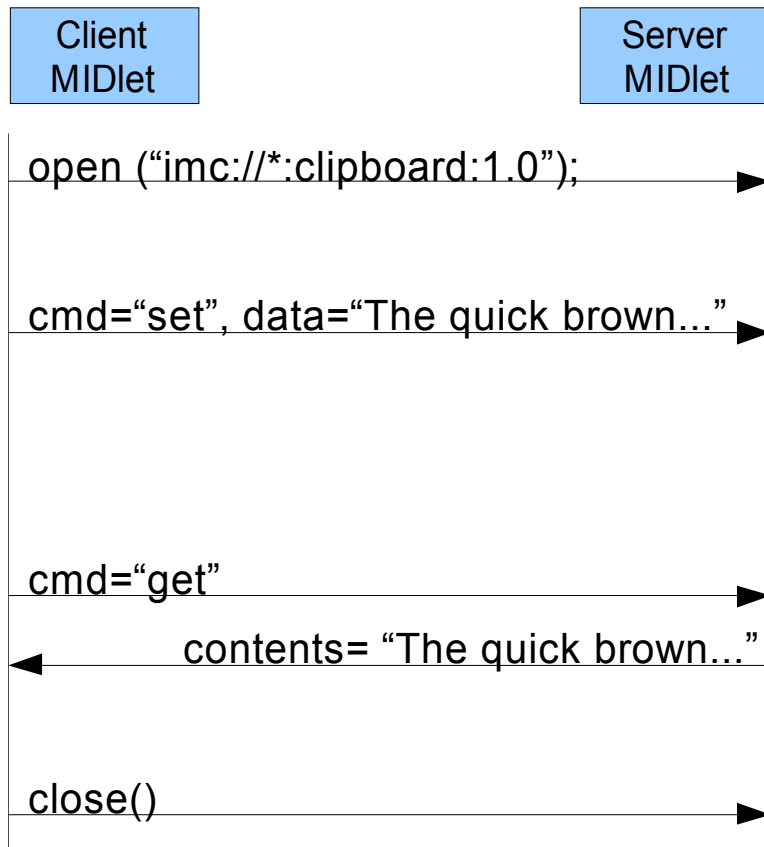 Client
MIDlet
Server
MIDlet
open (“imc://*:clipboard:1.0”);
cmd=“set”, data=“The quick brown...”
cmd=“get”
contents= “The quick brown...”
close()